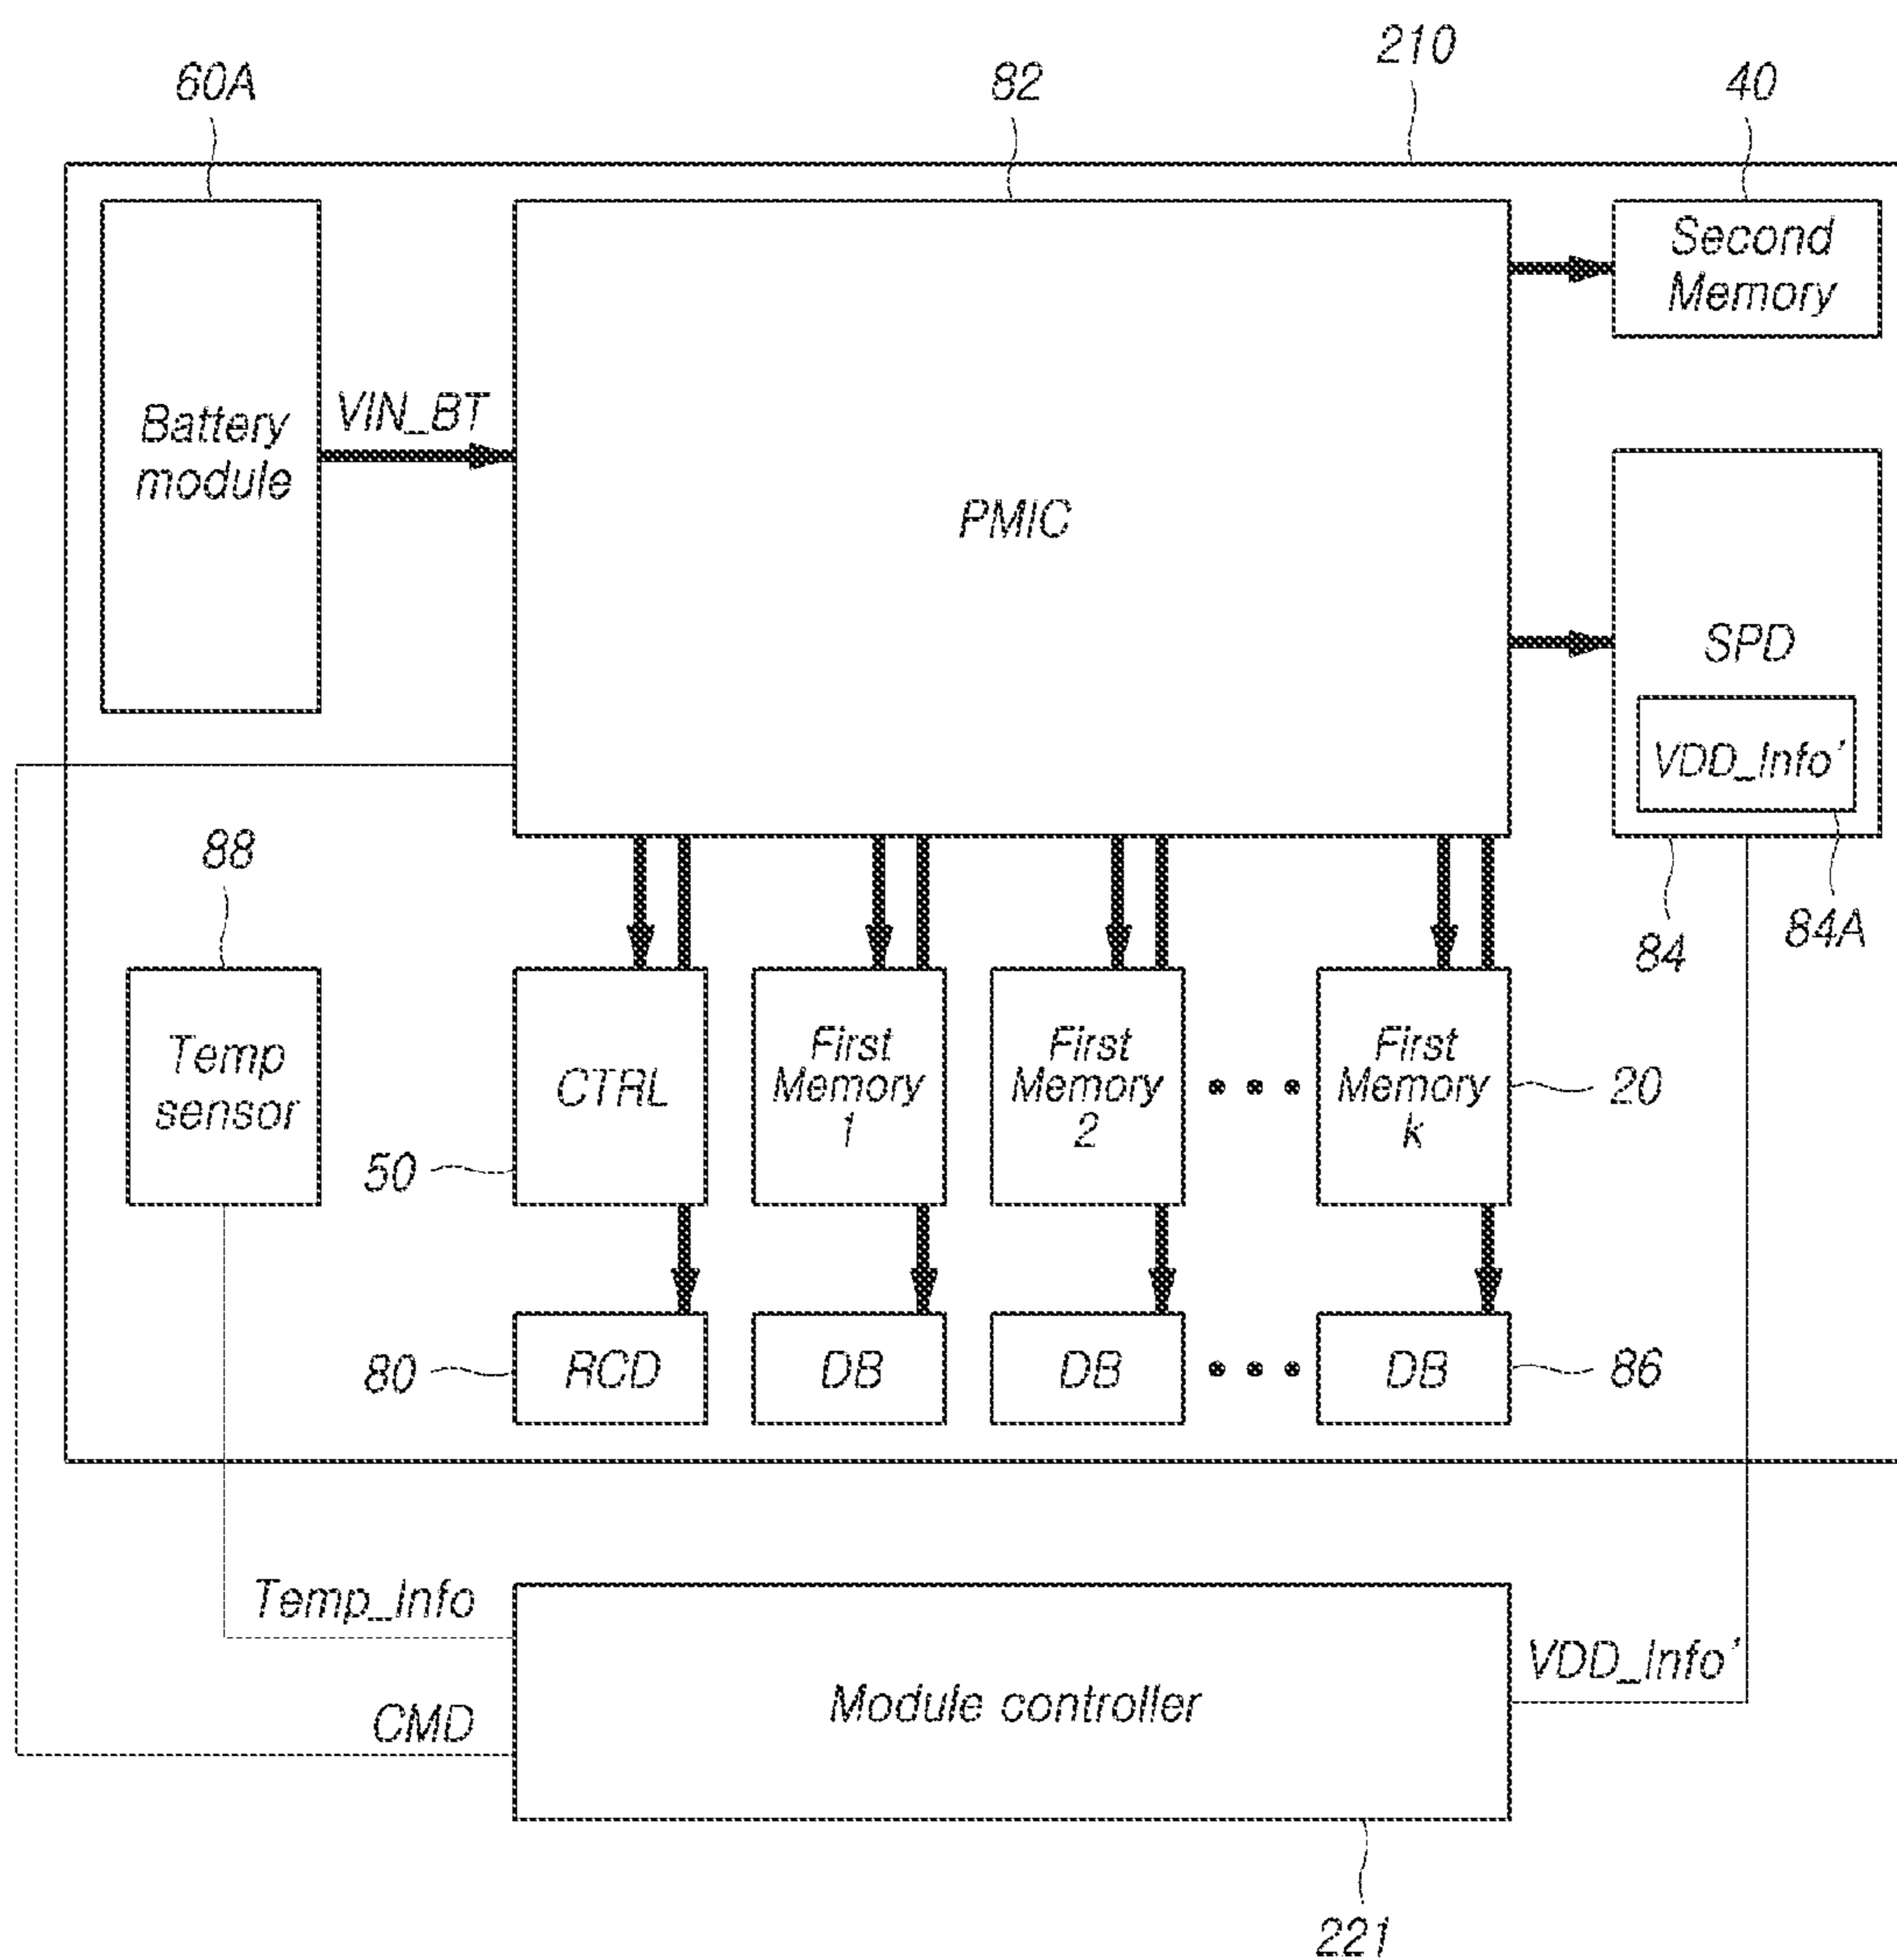 210
60A
82
40
Second
Memory
Battery
module
VIN_BT
PMIC
SPD
VDD_Info'
88
84
84A
Temp
sensor
CTRL
First
Memory
1
First
Memory
2
First
Memory
k
20
50
80
RCD
DB
DB
DB
86
Temp_Info
CMD
Module controller
VDD_Info'
221